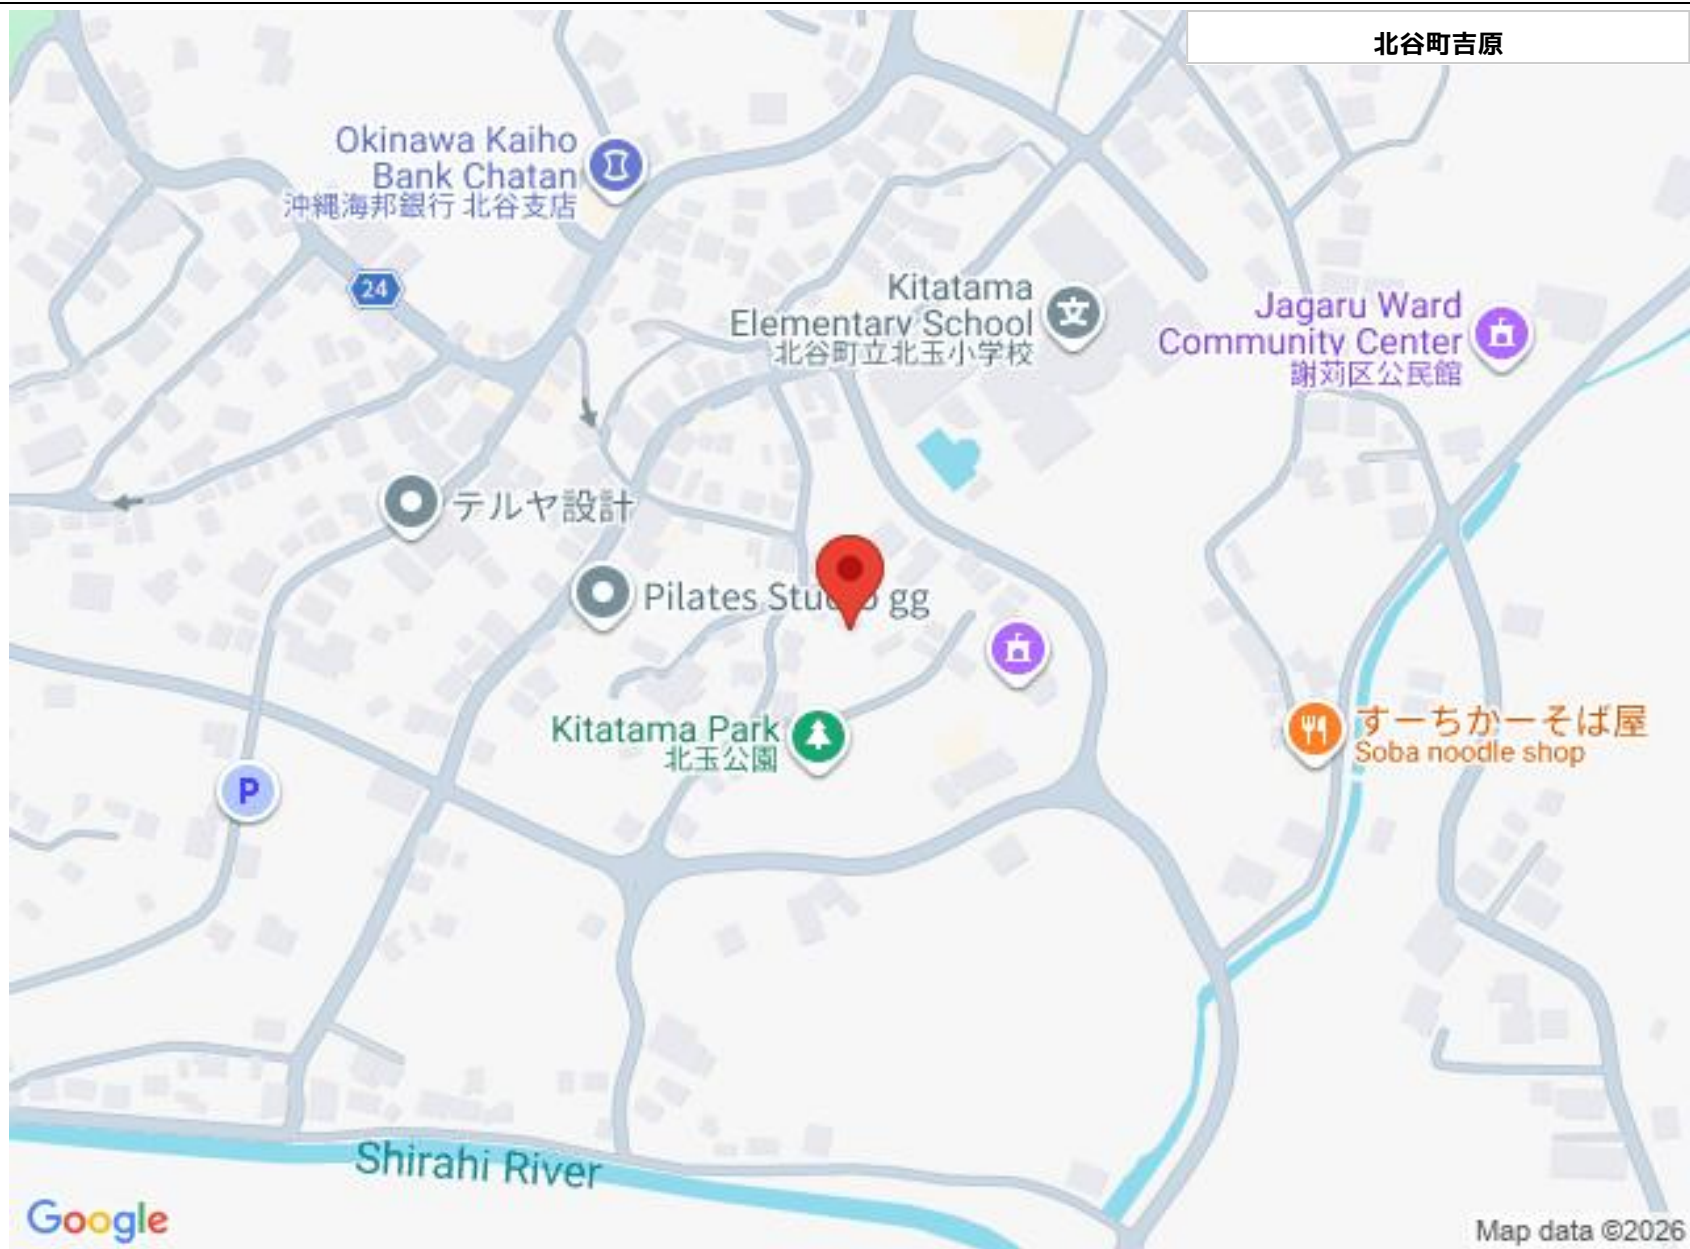 北谷町吉原
Okinawa Kaiho
Bank Chatan
沖縄海邦銀行 北谷支店
24
Kitatama
Elementary School
文
北谷町立北玉小学校
Jagaru Ward
Community Center
謝苅区公民館
テルヤ設計
Pilates Studio gg
Kitatama Park
北玉公園
すーちかーそば屋
Soba noodle shop
P
Shirahi River
Google
Map data ©2026